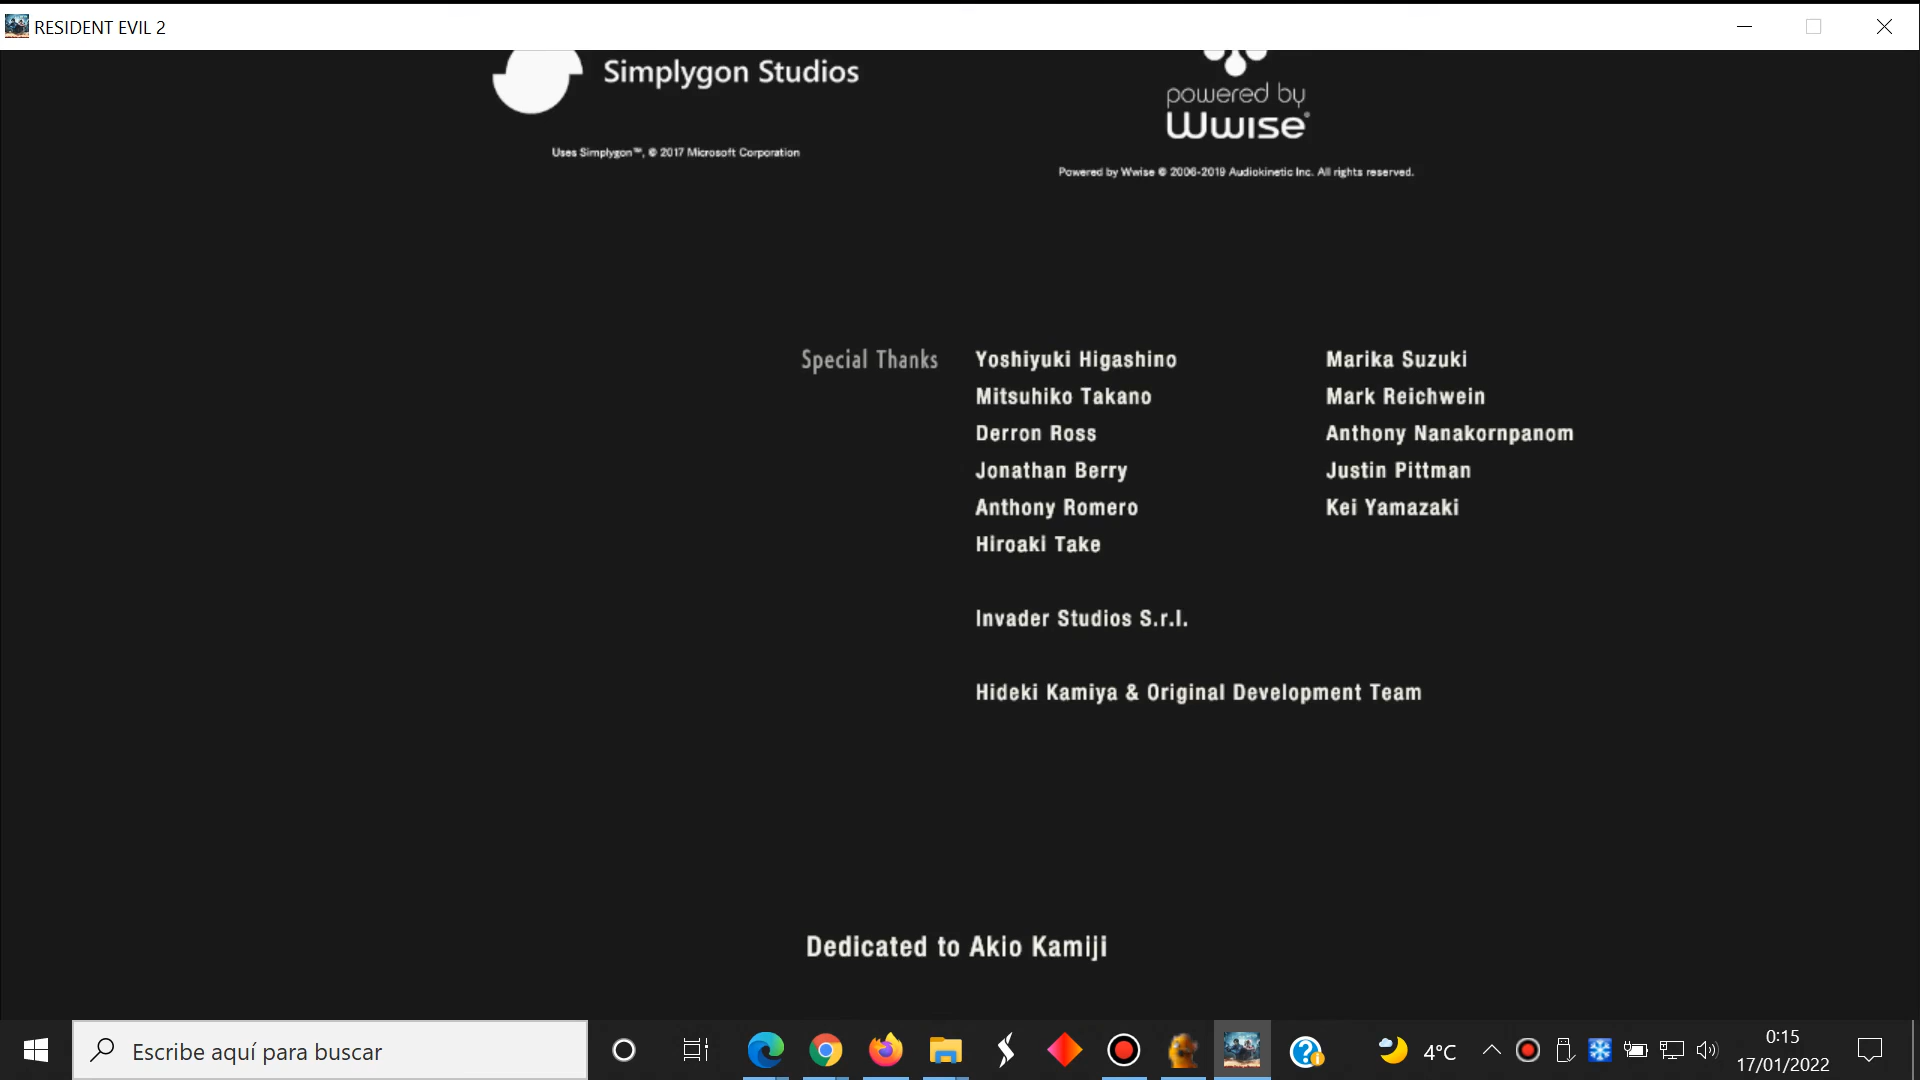 RESIDENT EVIL 2
Simplygon Studios
Uses Simplygon™, © 2017 Microsoft Corporation
powered by
Wwise®
Powered by Wwise © 2006-2019 Audiokinetic Inc. All rights reserved.
Special Thanks
Yoshiyuki Higashino
Marika Suzuki
Mitsuhiko Takano
Mark Reichwein
Derron Ross
Anthony Nanakornpanom
Jonathan Berry
Justin Pittman
Anthony Romero
Kei Yamazaki
Hiroaki Take
Invader Studios S.r.l.
Hideki Kamiya & Original Development Team
Dedicated to Akio Kamiji
Escribe aquí para buscar
4°C
0:15
17/01/2022